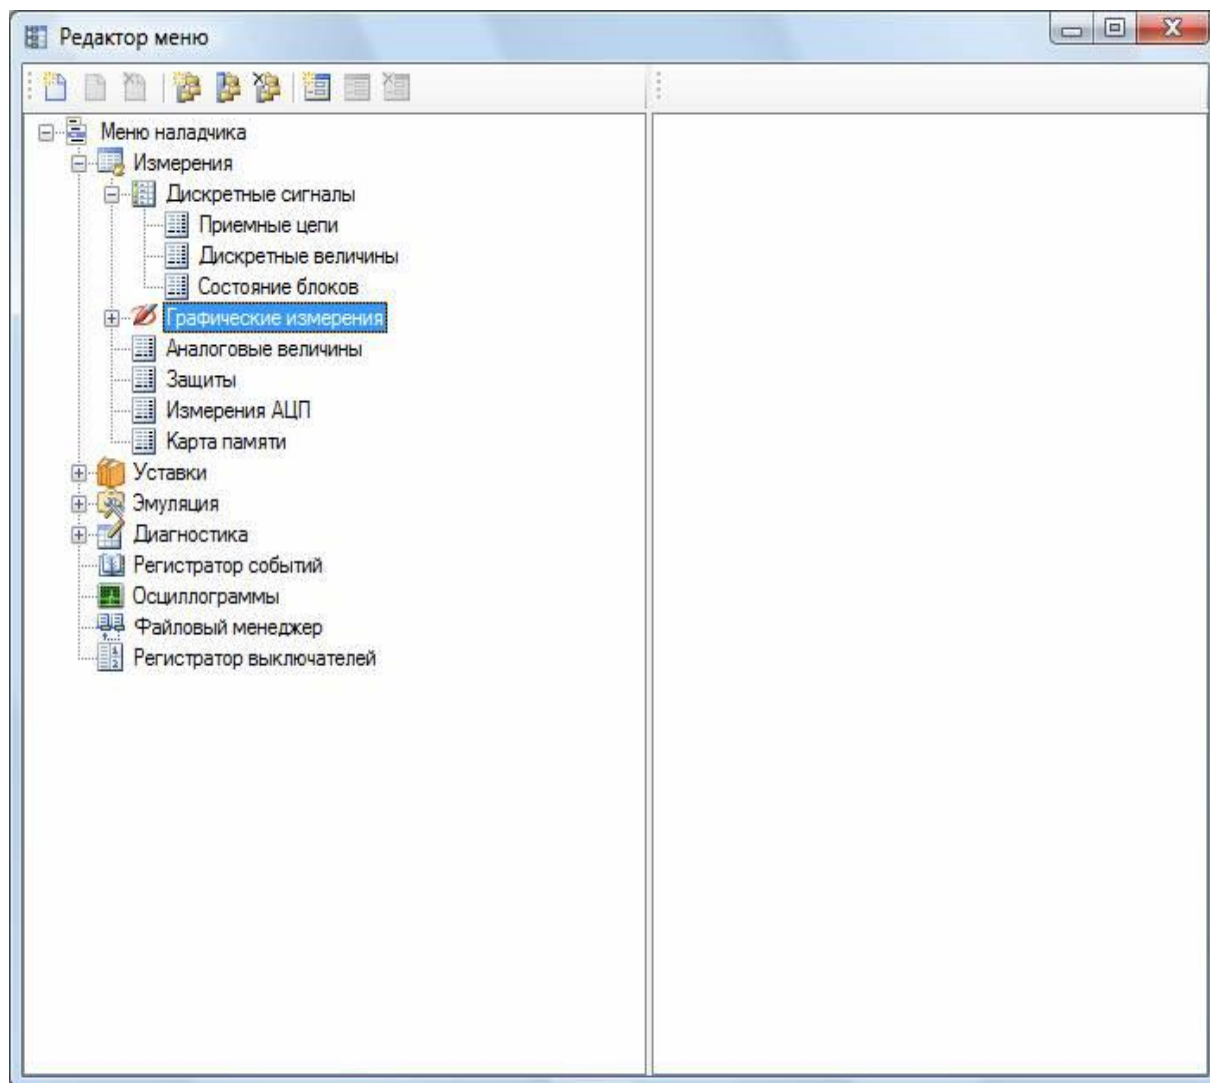 Редактор меню
Меню наладчика
Измерения
Дискретные сигналы
Приемные цепи
Дискретные величины
Состояние блоков
Графические измерения
Аналоговые величины
Защиты
Измерения АЦП
Карта памяти
Уставки
Эмуляция
Диагностика
Регистратор событий
Осциллограммы
Файловый менеджер
Регистратор выключателей